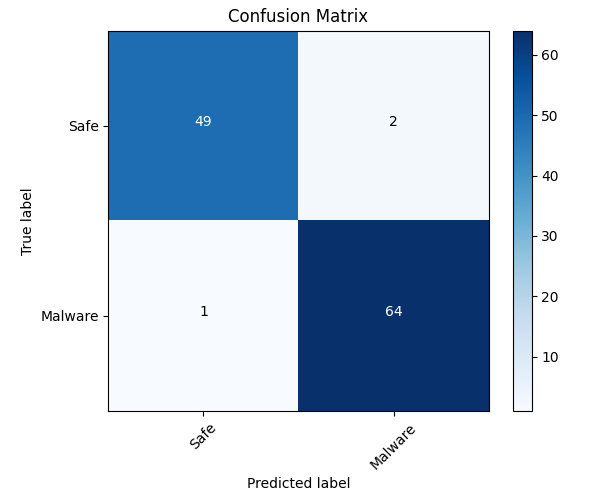 Confusion Matrix
True label
Safe
49
2
Malware
1
64
Safe
Malware
Predicted label
60
50
40
30
20
10